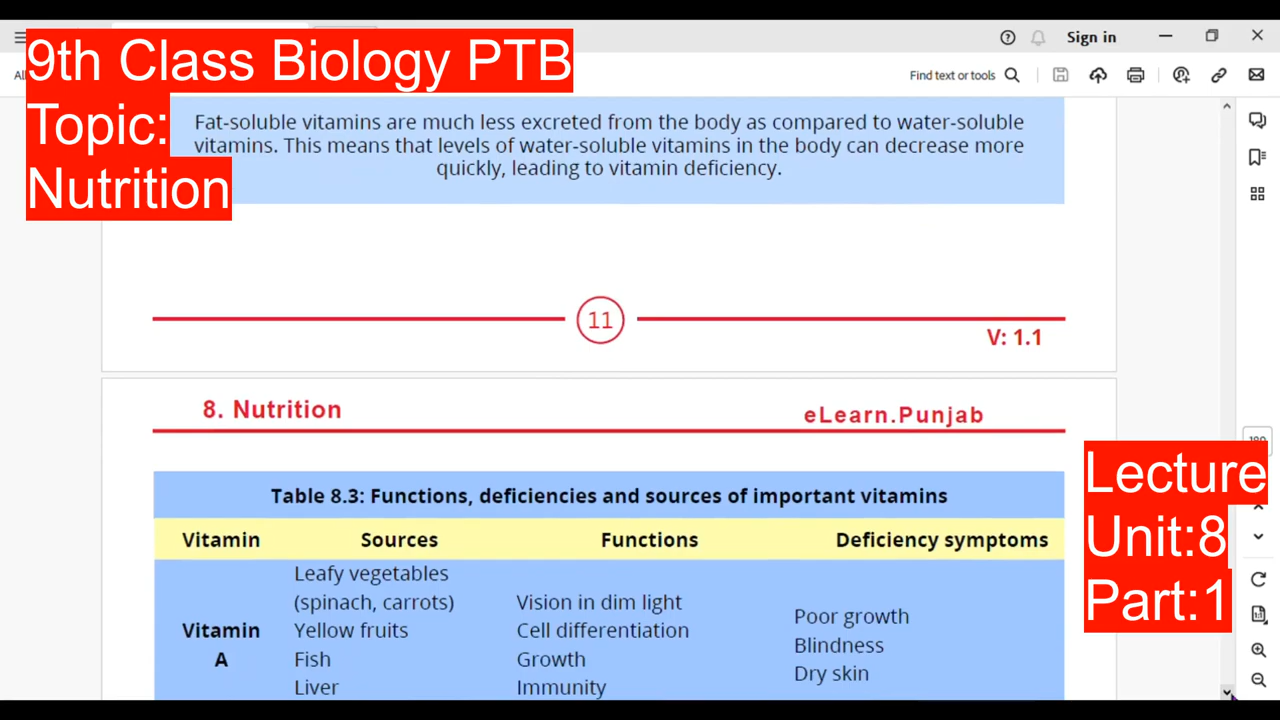 9th Class Biology PTB
Topic:
Nutrition
Sign in
Find text or tools
Fat-soluble vitamins are much less excreted from the body as compared to water-soluble
vitamins. This means that levels of water-soluble vitamins in the body can decrease more
quickly, leading to vitamin deficiency.
11
V: 1.1
8. Nutrition
eLearn.Punjab
Lecture
Unit:8
Part:1
Table 8.3: Functions, deficiencies and sources of important vitamins
Vitamin Sources Functions Deficiency symptoms
Vitamin
A
Leafy vegetables
(spinach, carrots)
Yellow fruits
Fish
Liver
Vision in dim light
Cell differentiation
Growth
Immunity
Poor growth
Blindness
Dry skin